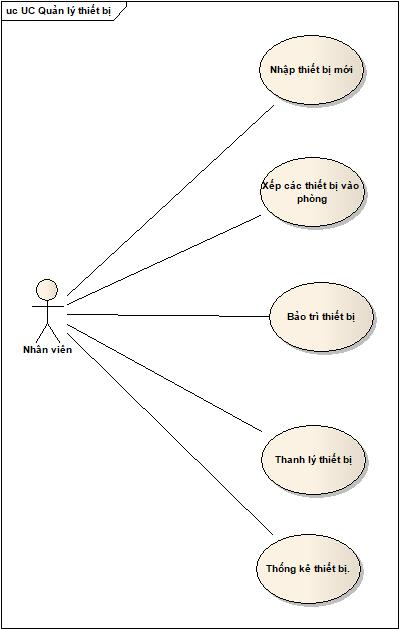 uc UC Quản lý thiết bị
Nhập thiết bị mới
Xếp các thiết bị vào
phòng
Bảo trì thiết bị
Nhân viên
Thanh lý thiết bị
Thống kê thiết bị.